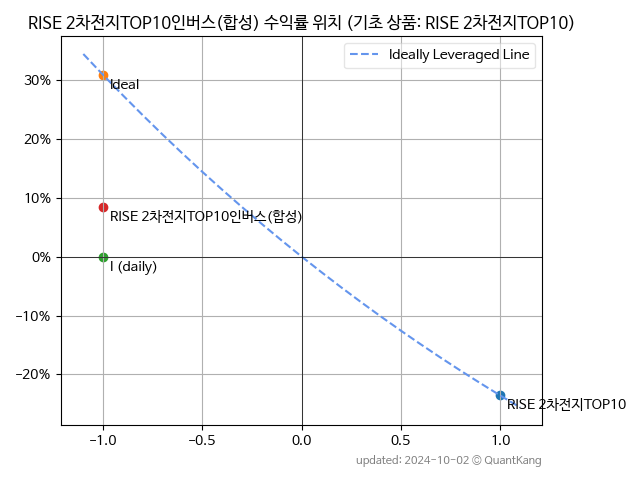 RISE 2차전지TOP10인버스(합성) 수익률 위치 (기초 상품: RISE 2차전지TOP10)
Ideally Leveraged Line
30%
Ideal
20%
10%
RISE 2차전지TOP10인버스(합성)
0%
I (daily)
−10%
−20%
RISE 2차전지TOP10
−1.0
−0.5
0.0
0.5
1.0
updated: 2024-10-02 © QuantKang